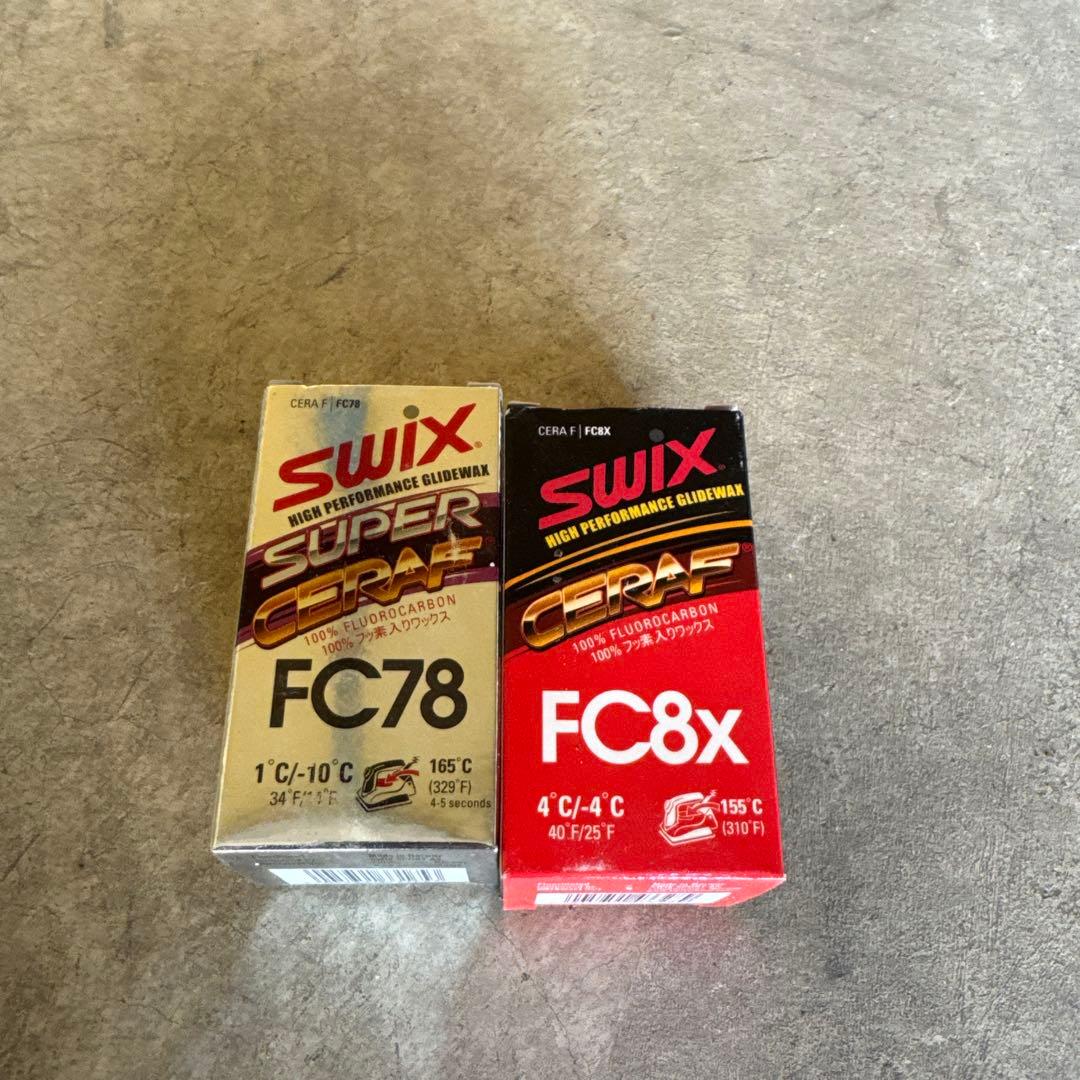 CERA F | FC78
SWIX
HIGH PERFORMANCE GLIDEWAX
SUPER
CERAF
100% FLUOROCARBON
100% フッ素入りワックス
FC78
1°C/-10°C
34°F/14°F
165°C
(329°F)
4-5 seconds
CERA F | FC8X
SWIX
HIGH PERFORMANCE GLIDEWAX
CERAF
100% FLUOROCARBON
100% フッ素入りワックス
FC8x
4°C/-4°C
40°F/25°F
155°C
(310°F)